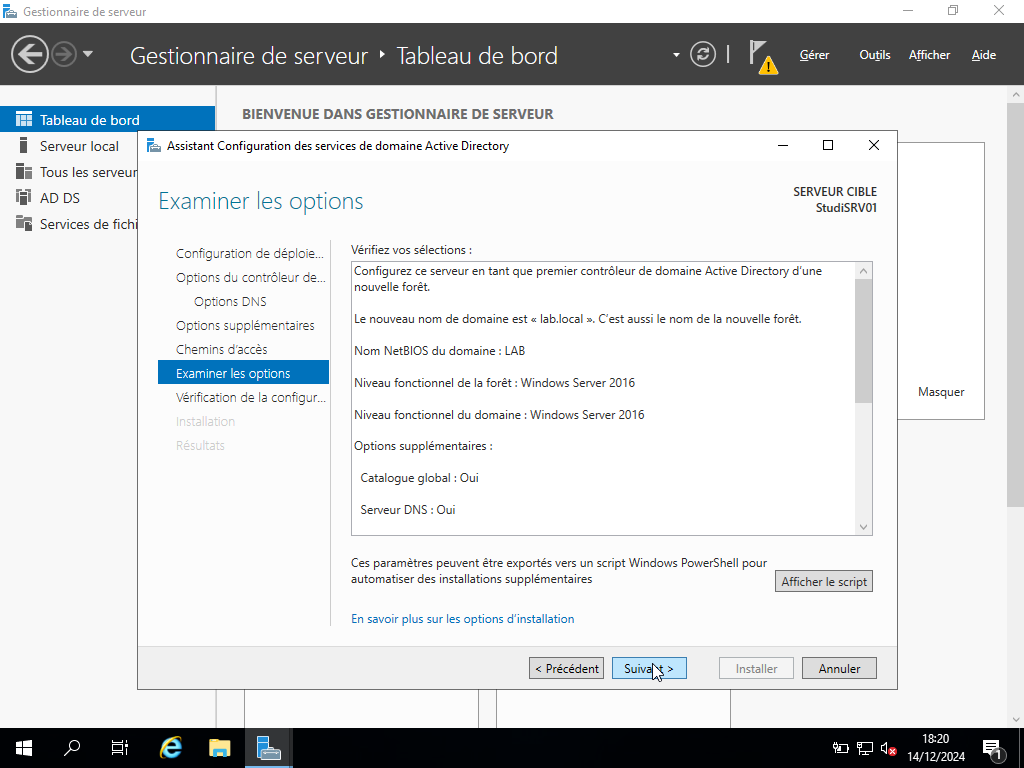 Gestionnaire de serveur
Gestionnaire de serveur ‣ Tableau de bord
Gérer
Outils
Afficher
Aide
Tableau de bord
Serveur local
Tous les serveur
AD DS
Services de fichi
BIENVENUE DANS GESTIONNAIRE DE SERVEUR
Masquer
Assistant Configuration des services de domaine Active Directory
Examiner les options
SERVEUR CIBLE
StudiSRV01
Configuration de déploie...
Options du contrôleur de...
Options DNS
Options supplémentaires
Chemins d'accès
Examiner les options
Vérification de la configur...
Installation
Résultats
Vérifiez vos sélections :
Configurez ce serveur en tant que premier contrôleur de domaine Active Directory d'une
nouvelle forêt.
Le nouveau nom de domaine est « lab.local ». C'est aussi le nom de la nouvelle forêt.
Nom NetBIOS du domaine : LAB
Niveau fonctionnel de la forêt : Windows Server 2016
Niveau fonctionnel du domaine : Windows Server 2016
Options supplémentaires :
Catalogue global : Oui
Serveur DNS : Oui
Ces paramètres peuvent être exportés vers un script Windows PowerShell pour
automatiser des installations supplémentaires
Afficher le script
En savoir plus sur les options d'installation
< Précédent
Suivant >
Installer
Annuler
18:20
14/12/2024
1